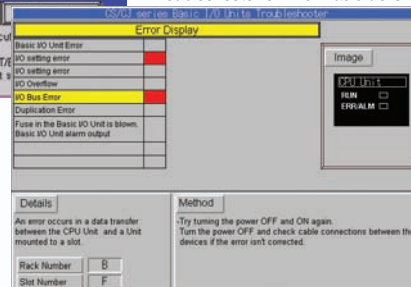 CS/CJ series Basic I/O Units Troubleshooter
Error Display
Basic I/O Unit Error
I/O setting error
I/O setting error
I/O Overflow
I/O Bus Error
Duplication Error
Fuse in the Basic I/O Unit is blown.
Basic I/O Unit alarm output
Image
CPU Unit
RUN
ERR/ALM
Details
An error occurs in a data transfer
between the CPU Unit and a Unit
mounted to a slot.
Rack Number B
Slot Number F
Method
-Try turning the power OFF and ON again.
Turn the power OFF and check cable connections between the
devices if the error isn't corrected.